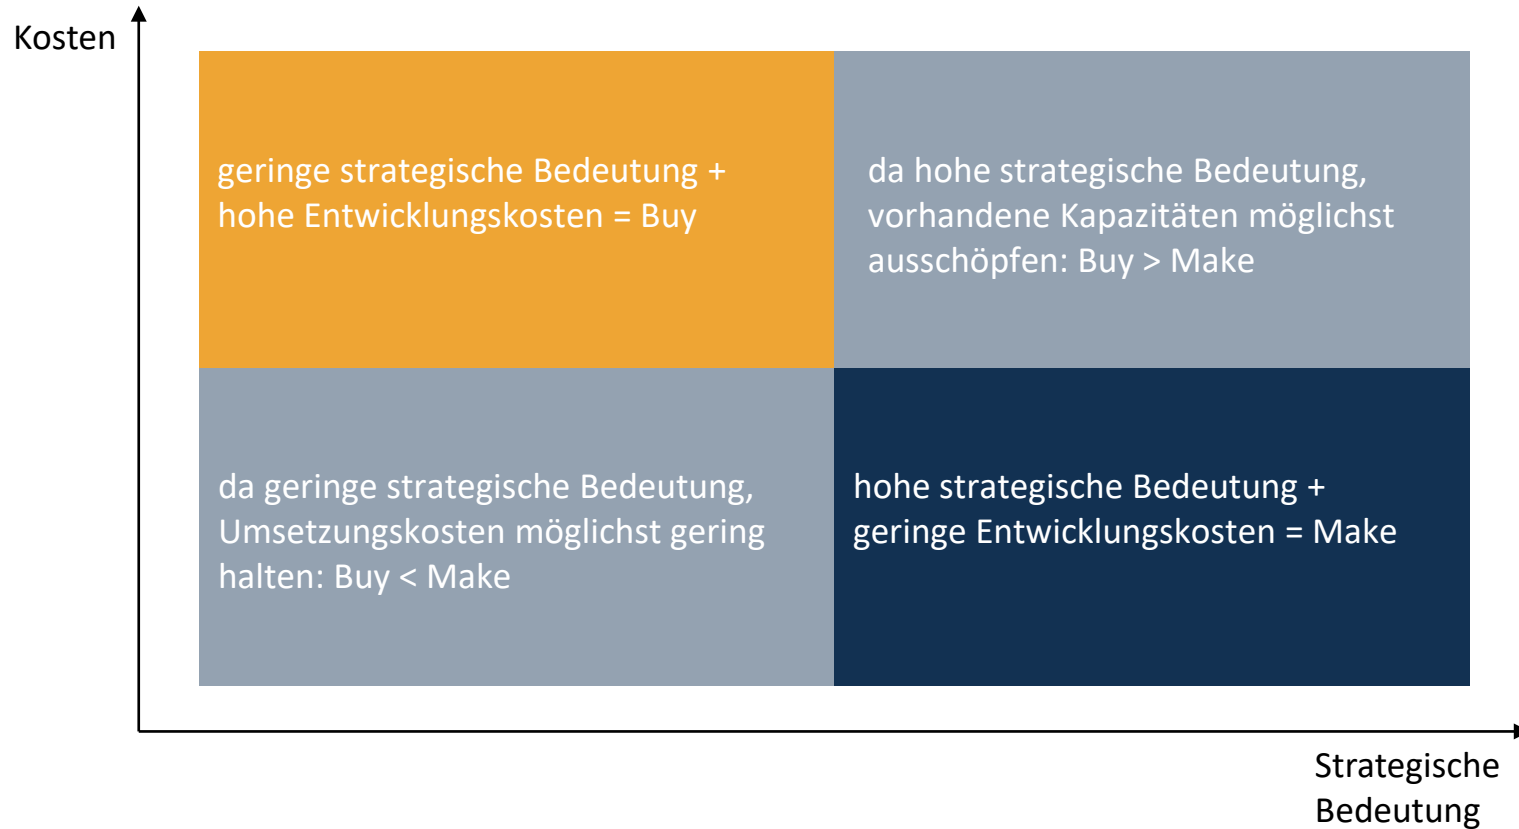 Kosten
geringe strategische Bedeutung +
hohe Entwicklungskosten = Buy
da hohe strategische Bedeutung,
vorhandene Kapazitäten möglichst
ausschöpfen: Buy > Make
da geringe strategische Bedeutung,
Umsetzungskosten möglichst gering
halten: Buy < Make
hohe strategische Bedeutung +
geringe Entwicklungskosten = Make
Strategische
Bedeutung